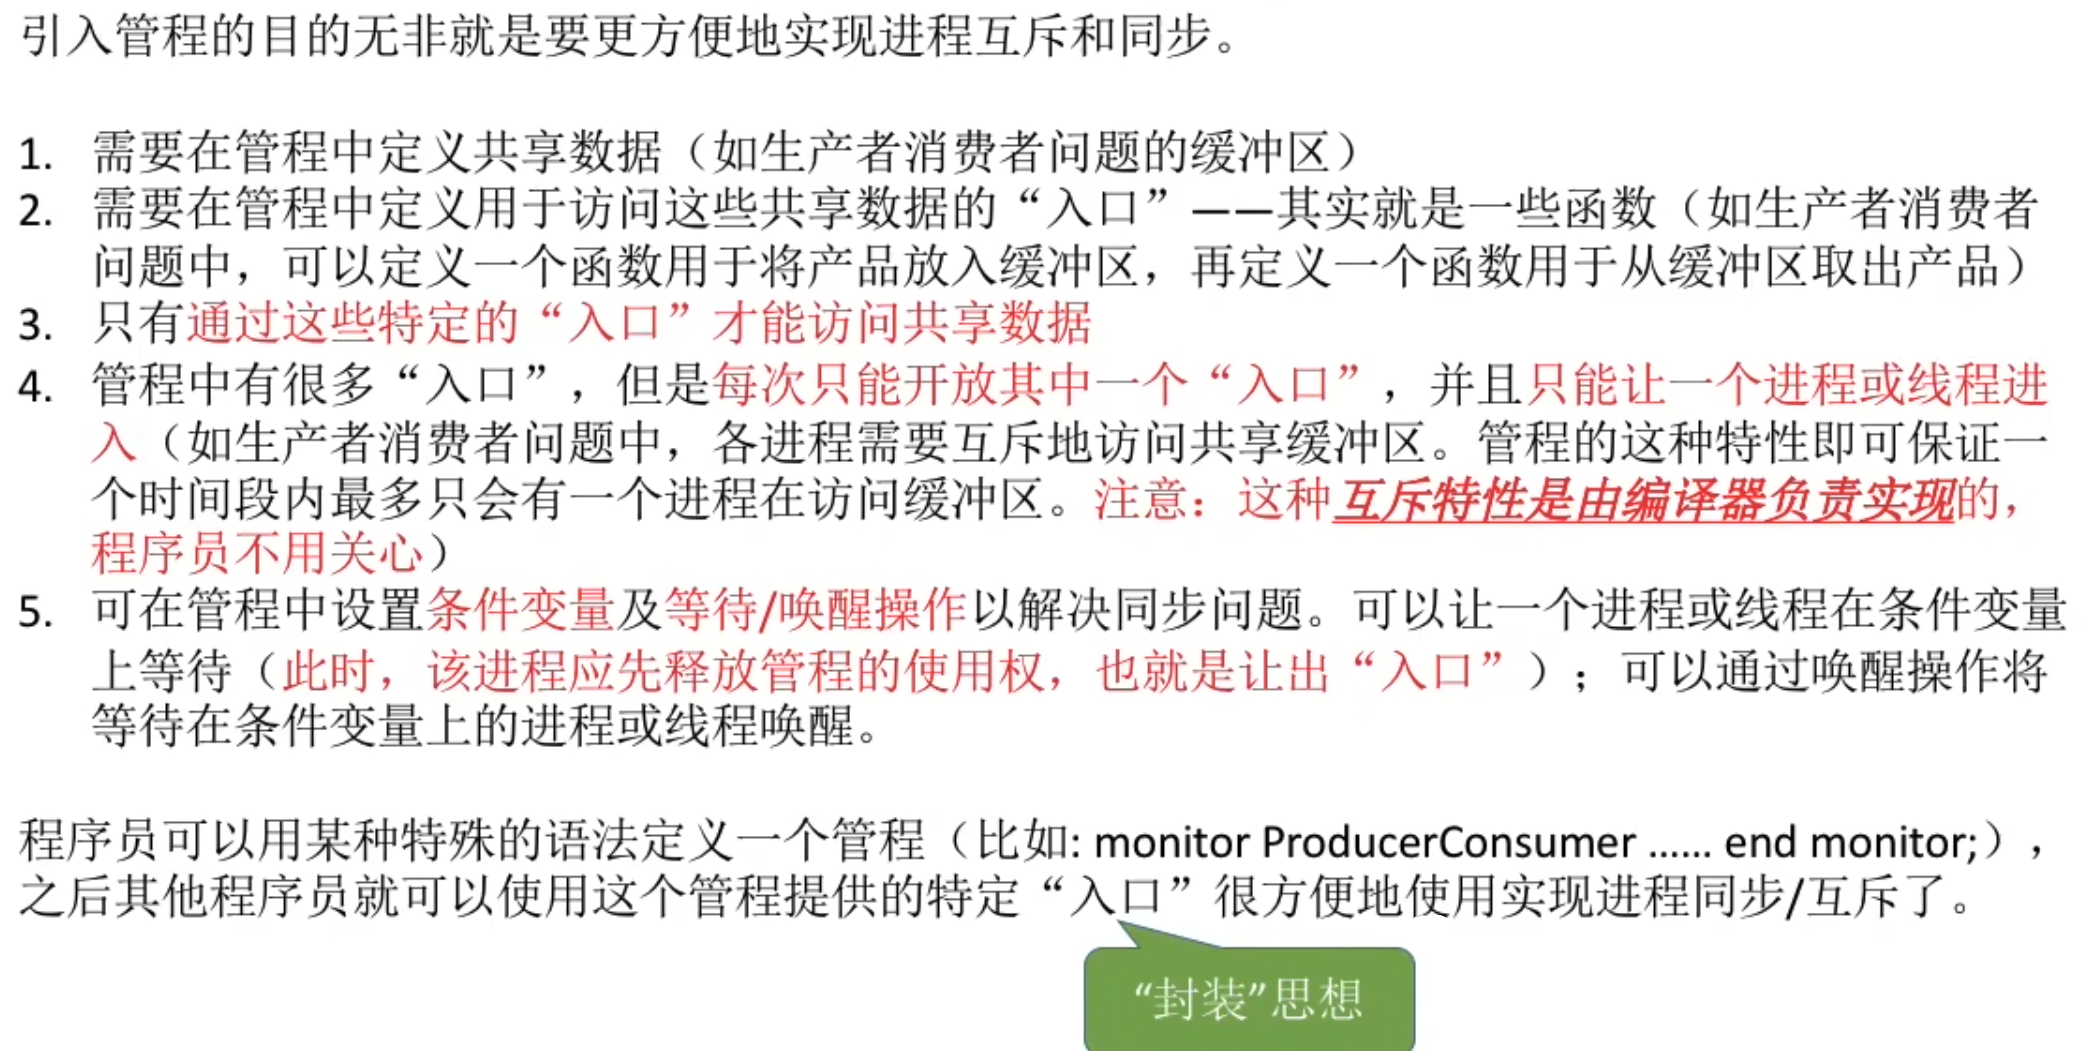 引入管程的目的无非就是要更方便地实现进程互斥和同步。
1. 需要在管程中定义共享数据（如生产者消费者问题的缓冲区）
2. 需要在管程中定义用于访问这些共享数据的“入口”——其实就是一些函数（如生产者消费者
问题中，可以定义一个函数用于将产品放入缓冲区，再定义一个函数用于从缓冲区取出产品）
3. 只有通过这些特定的“入口”才能访问共享数据
4. 管程中有很多“入口”，但是每次只能开放其中一个“入口”，并且只能让一个进程或线程进
入（如生产者消费者问题中，各进程需要互斥地访问共享缓冲区。管程的这种特性即可保证一
个时间段内最多只会有一个进程在访问缓冲区。注意：这种互斥特性是由编译器负责实现的，
程序员不用关心）
5. 可在管程中设置条件变量及等待/唤醒操作以解决同步问题。可以让一个进程或线程在条件变量
上等待（此时，该进程应先释放管程的使用权，也就是让出“入口”）；可以通过唤醒操作将
等待在条件变量上的进程或线程唤醒。
程序员可以用某种特殊的语法定义一个管程（比如: monitor ProducerConsumer …… end monitor;），
之后其他程序员就可以使用这个管程提供的特定“入口”很方便地使用实现进程同步/互斥了。
“封装”思想